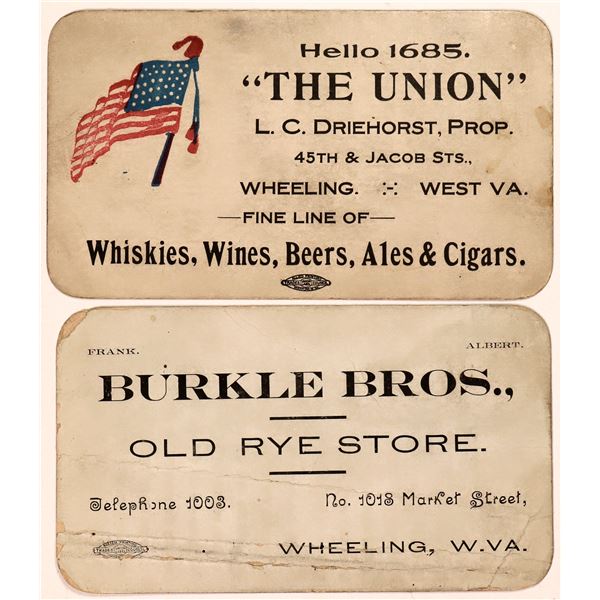 Hello 1685.
"THE UNION"
L. C. DRIEHORST, PROP.
45TH & JACOB STS.,
WHEELING. -:- WEST VA.
—FINE LINE OF—
Whiskies, Wines, Beers, Ales & Cigars.
FRANK. ALBERT.
BURKLE BROS.,
OLD RYE STORE.
Telephone 1003. No. 1018 Market Street,
WHEELING, W.VA.